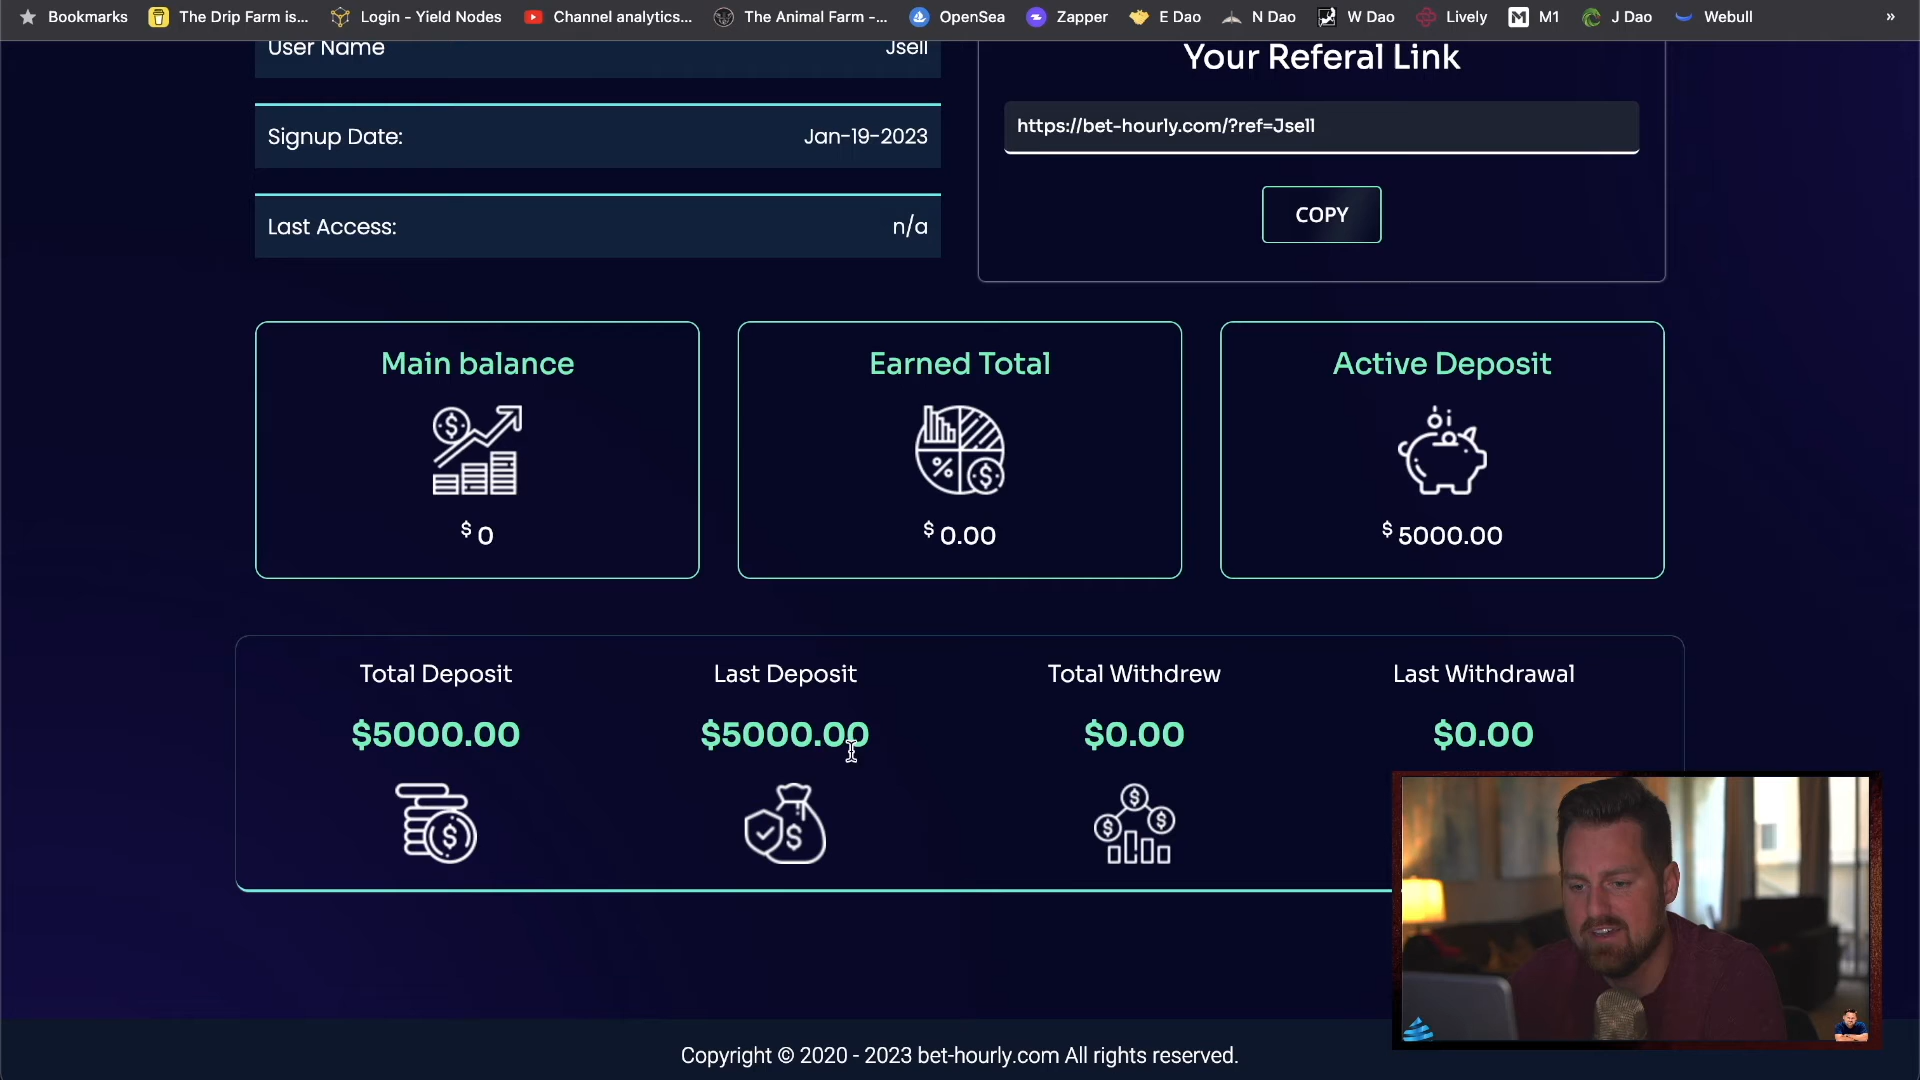 Bookmarks
The Drip Farm is...
Login - Yield Nodes
Channel analytics...
The Animal Farm -...
OpenSea
Zapper
E Dao
N Dao
W Dao
Lively
M1
J Dao
Webull
»
User Name
Jsell
Signup Date:
Jan-19-2023
Last Access:
n/a
Your Referal Link
https://bet-hourly.com/?ref=Jsell
COPY
Main balance
$ 0
Earned Total
$ 0.00
Active Deposit
$ 5000.00
Total Deposit
$5000.00
Last Deposit
$5000.00
Total Withdrew
$0.00
Last Withdrawal
$0.00
Copyright © 2020 - 2023 bet-hourly.com All rights reserved.